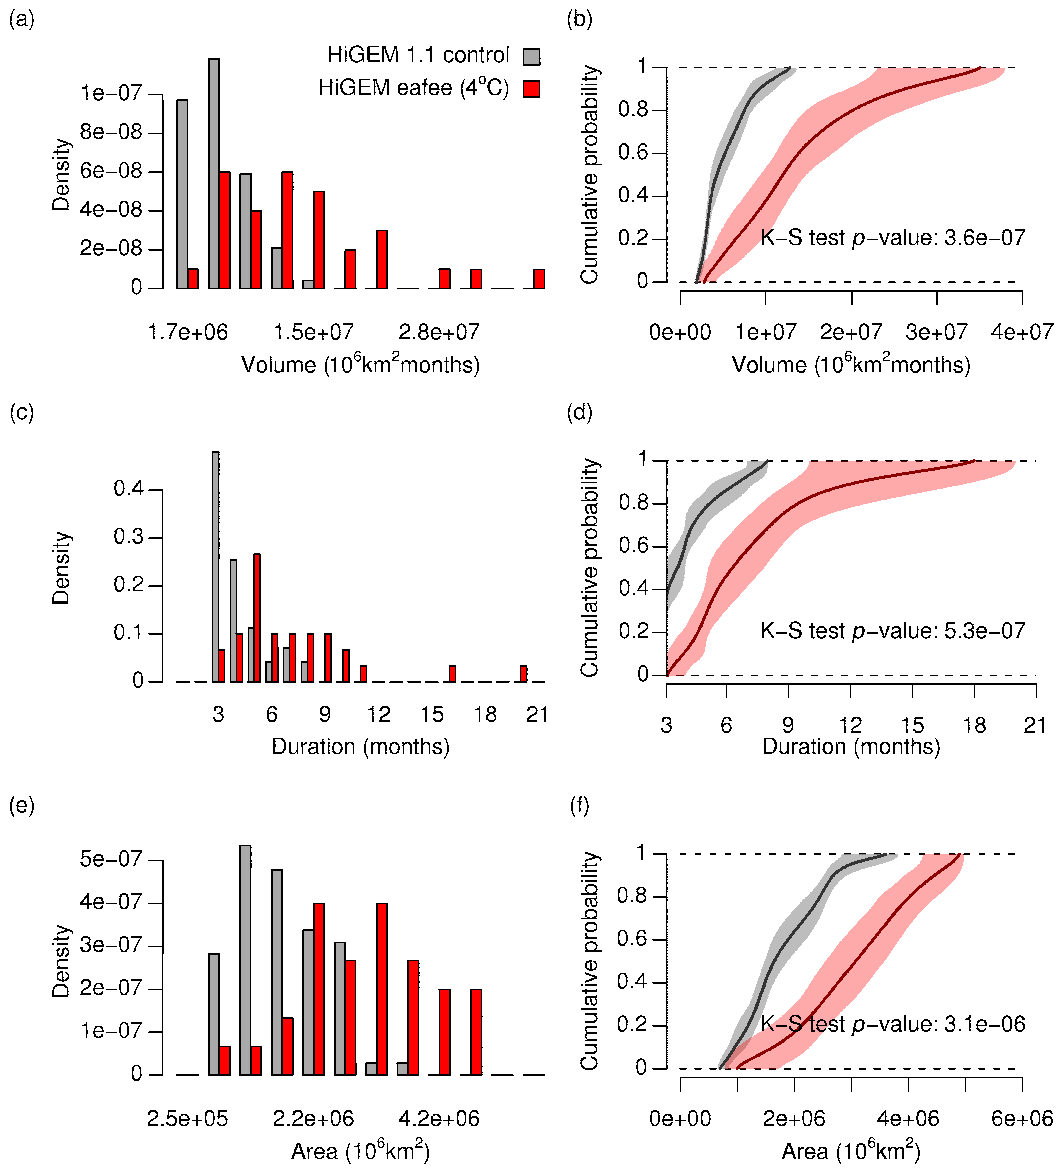 (a)
HiGEM 1.1 control
HiGEM eafee (4°C)
Density
1e−07
8e−08
6e−08
4e−08
2e−08
0
1.7e+06 1.5e+07 2.8e+07
Volume (10⁶km²months)
(b)
Cumulative probability
1
0.8
0.6
0.4
0.2
0
K−S test p−value: 3.6e−07
0e+00 1e+07 2e+07 3e+07 4e+07
Volume (10⁶km²months)
(c)
Density
0.4
0.3
0.2
0.1
0
3 6 9 12 15 18 21
Duration (months)
(d)
Cumulative probability
1
0.8
0.6
0.4
0.2
0
K−S test p−value: 5.3e−07
3 6 9 12 15 18 21
Duration (months)
(e)
Density
5e−07
4e−07
3e−07
2e−07
1e−07
0
2.5e+05 2.2e+06 4.2e+06
Area (10⁶km²)
(f)
Cumulative probability
1
0.8
0.6
0.4
0.2
0
K−S test p−value: 3.1e−06
0e+00 2e+06 4e+06 6e+06
Area (10⁶km²)